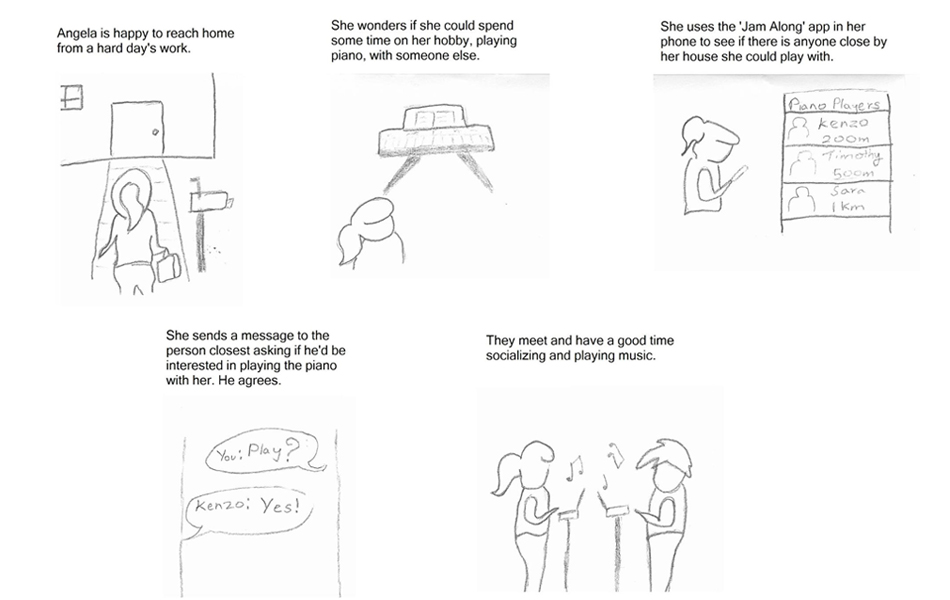 Angela is happy to reach home
from a hard day's work.
She wonders if she could spend
some time on her hobby, playing
piano, with someone else.
She uses the 'Jam Along' app in her
phone to see if there is anyone close by
her house she could play with.
Piano Players
Kenzo
200m
Timothy
500m
Sara
1 km
She sends a message to the
person closest asking if he'd be
interested in playing the piano
with her. He agrees.
You: Play?
Kenzo: Yes!
They meet and have a good time
socializing and playing music.